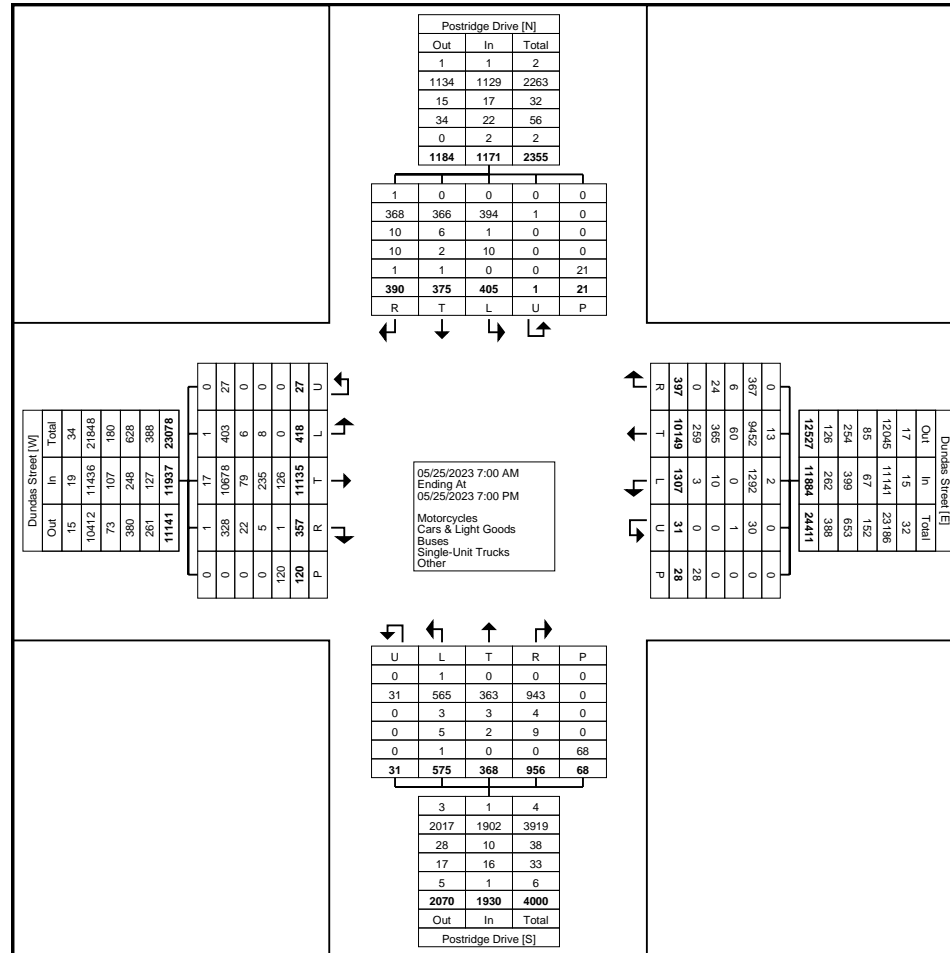 Postridge Drive [N]
Out In Total
1 1 2
1134 1129 2263
15 17 32
34 22 56
0 2 2
1184 1171 2355
1 0 0 0 0
368 366 394 1 0
10 6 1 0 0
10 2 10 0 0
1 1 0 0 21
390 375 405 1 21
R T L U P
Dundas Street [W]
Total 34 21848 180 628 388 23078
In 19 11436 107 248 127 11937
Out 15 10412 73 380 261 11141
0 27 0 0 0 27 U
1 403 6 8 0 418 L
17 10678 79 235 126 11135 T
1 328 22 5 1 357 R
0 0 0 0 120 120 P
05/25/2023 7:00 AM
Ending At
05/25/2023 7:00 PM
Motorcycles
Cars & Light Goods
Buses
Single-Unit Trucks
Other
R 397 0 24 6 367 0
T 10149 259 365 60 9452 13
L 1307 3 10 0 1292 2
U 31 0 0 1 30 0
P 28 28 0 0 0 0
Dundas Street [E]
12527 126 254 85 12045 17 Out
11884 262 399 67 11141 15 In
24411 388 653 152 23186 32 Total
U L T R P
0 1 0 0 0
31 565 363 943 0
0 3 3 4 0
0 5 2 9 0
0 1 0 0 68
31 575 368 956 68
3 1 4
2017 1902 3919
28 10 38
17 16 33
5 1 6
2070 1930 4000
Out In Total
Postridge Drive [S]